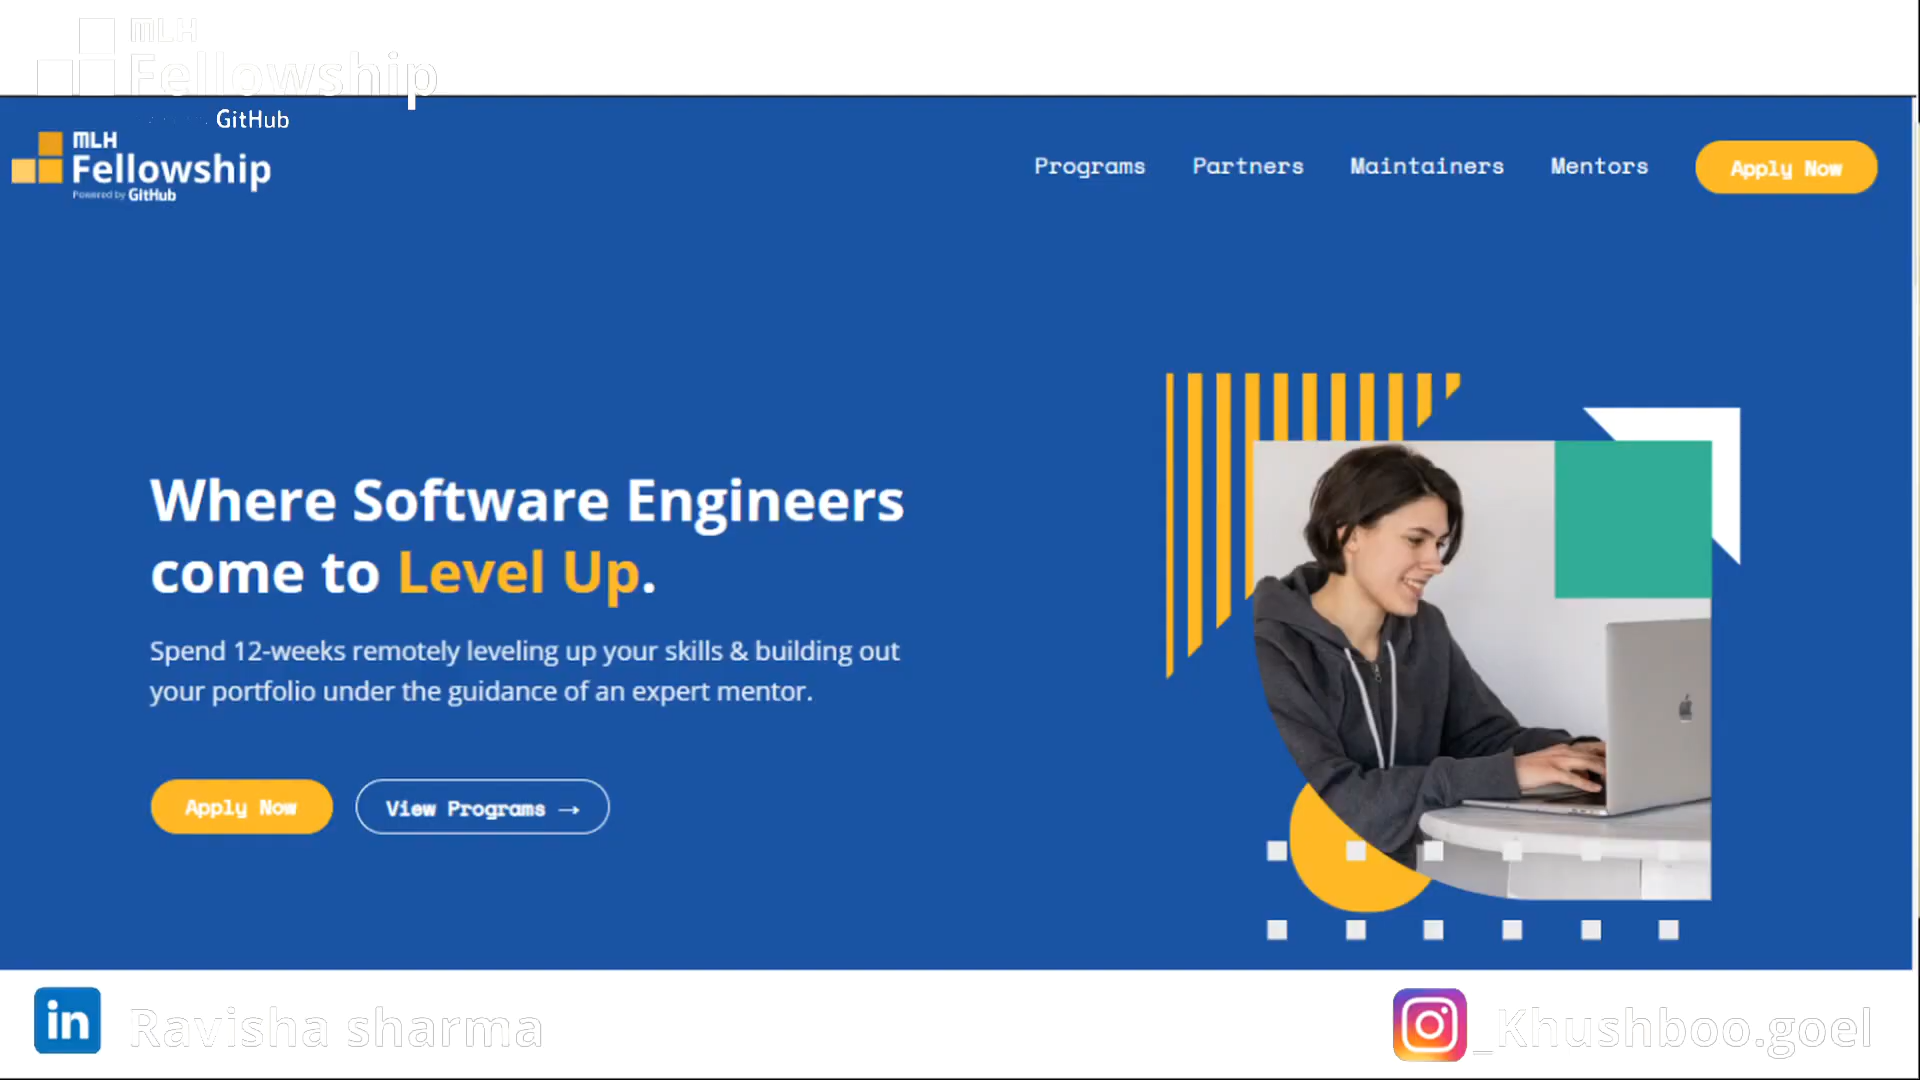 MLH
Fellowship
GitHub
MLH
Fellowship
Powered by GitHub
Programs
Partners
Maintainers
Mentors
Apply Now
Where Software Engineers
come to Level Up.
Spend 12-weeks remotely leveling up your skills & building out
your portfolio under the guidance of an expert mentor.
Apply Now
View Programs →
in
Ravisha sharma
_Khushboo.goel